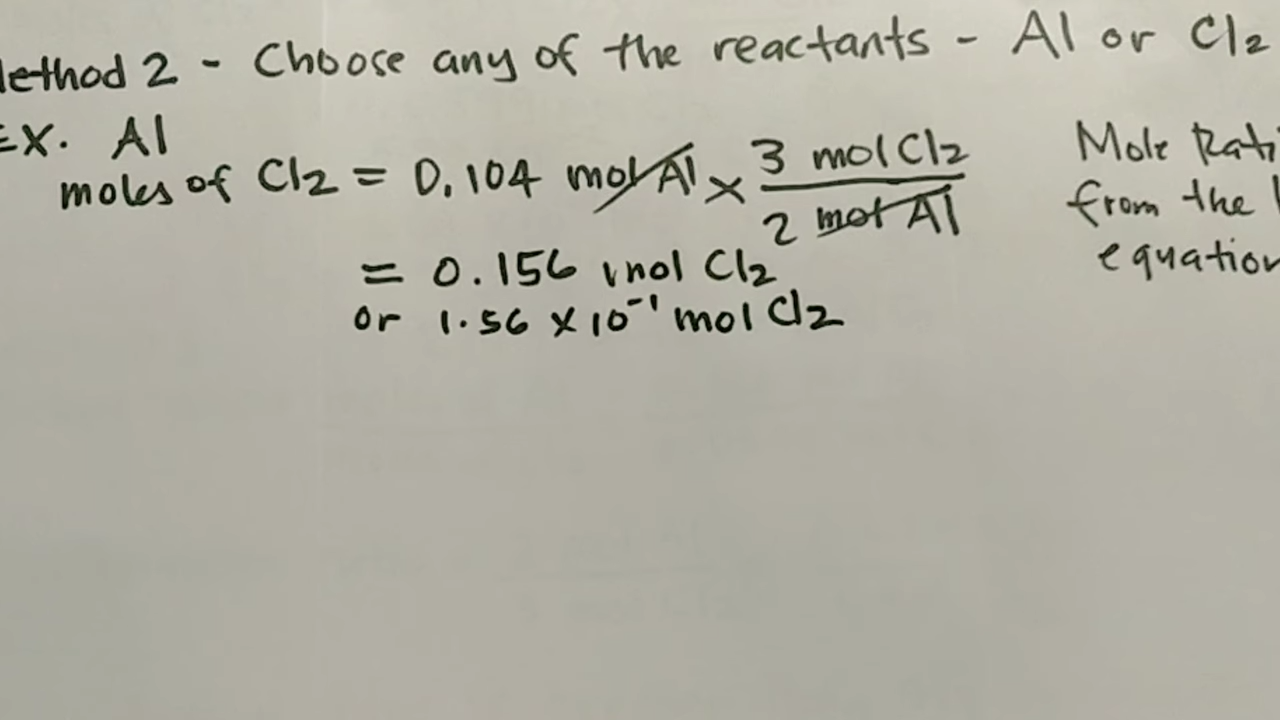 Method 2 - Choose any of the reactants - Al or Cl2
Ex. Al
moles of Cl2 = 0.104 mol Al × 3 mol Cl2 / 2 mol Al
= 0.156 mol Cl2
or 1.56 × 10⁻¹ mol Cl2
Mole Rati
from the
equation